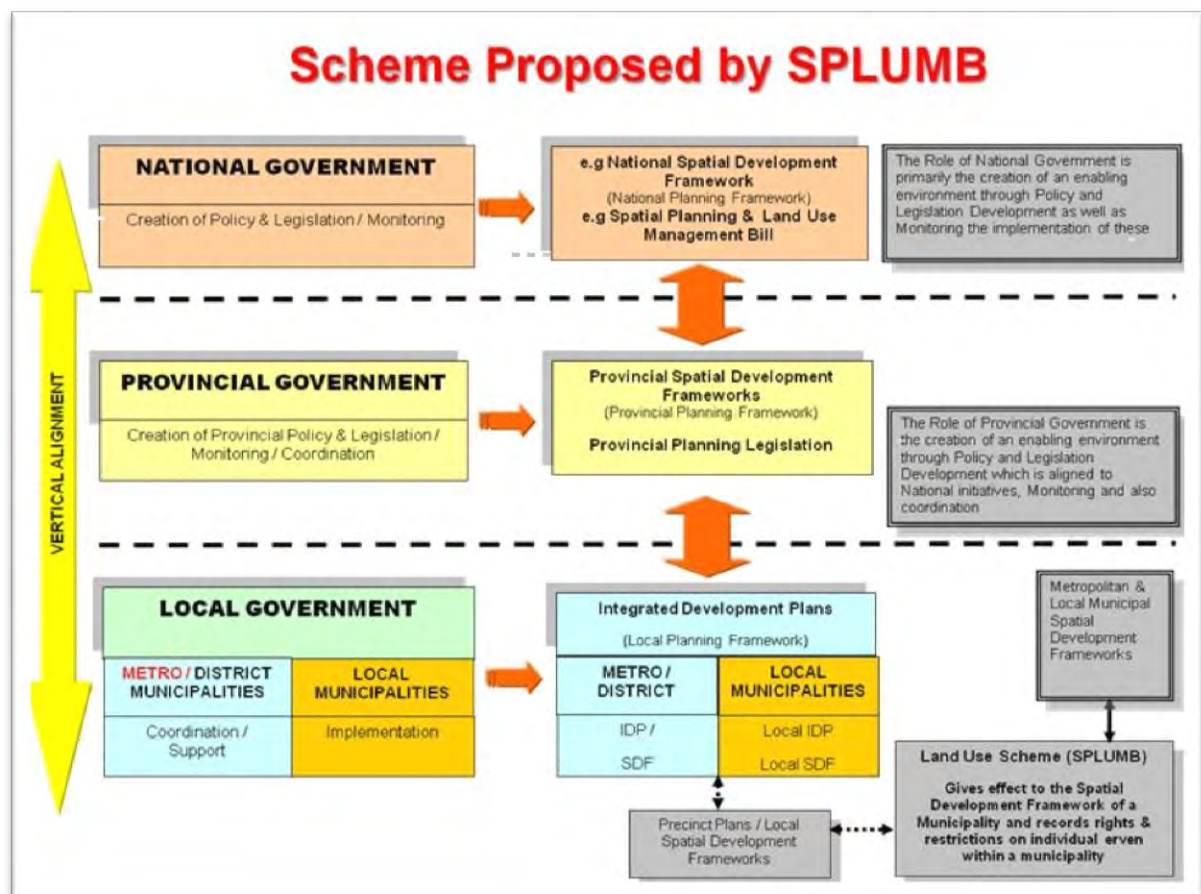 Scheme Proposed by SPLUMB
NATIONAL GOVERNMENT
Creation of Policy & Legislation / Monitoring
e.g National Spatial Development
Framework
(National Planning Framework)
e.g Spatial Planning & Land Use
Management Bill
The Role of National Government is
primarily the creation of an enabling
environment through Policy and
Legislation Development as well as
Monitoring the implementation of these
VERTICAL ALIGNMENT
PROVINCIAL GOVERNMENT
Creation of Provincial Policy & Legislation /
Monitoring / Coordination
Provincial Spatial Development
Frameworks
(Provincial Planning Framework)
Provincial Planning Legislation
The Role of Provincial Government is
the creation of an enabling environment
through Policy and Legislation
Development which is aligned to
National initiatives, Monitoring and also
coordination
LOCAL GOVERNMENT
METRO / DISTRICT
MUNICIPALITIES
LOCAL
MUNICIPALITIES
Coordination /
Support
Implementation
Integrated Development Plans
(Local Planning Framework)
METRO /
DISTRICT
LOCAL
MUNICIPALITIES
IDP /
SDF
Local IDP
Local SDF
Metropolitan &
Local Municipal
Spatial
Development
Frameworks
Precinct Plans / Local
Spatial Development
Frameworks
Land Use Scheme (SPLUMB)
Gives effect to the Spatial
Development Framework of a
Municipality and records rights &
restrictions on individual erven
within a municipality